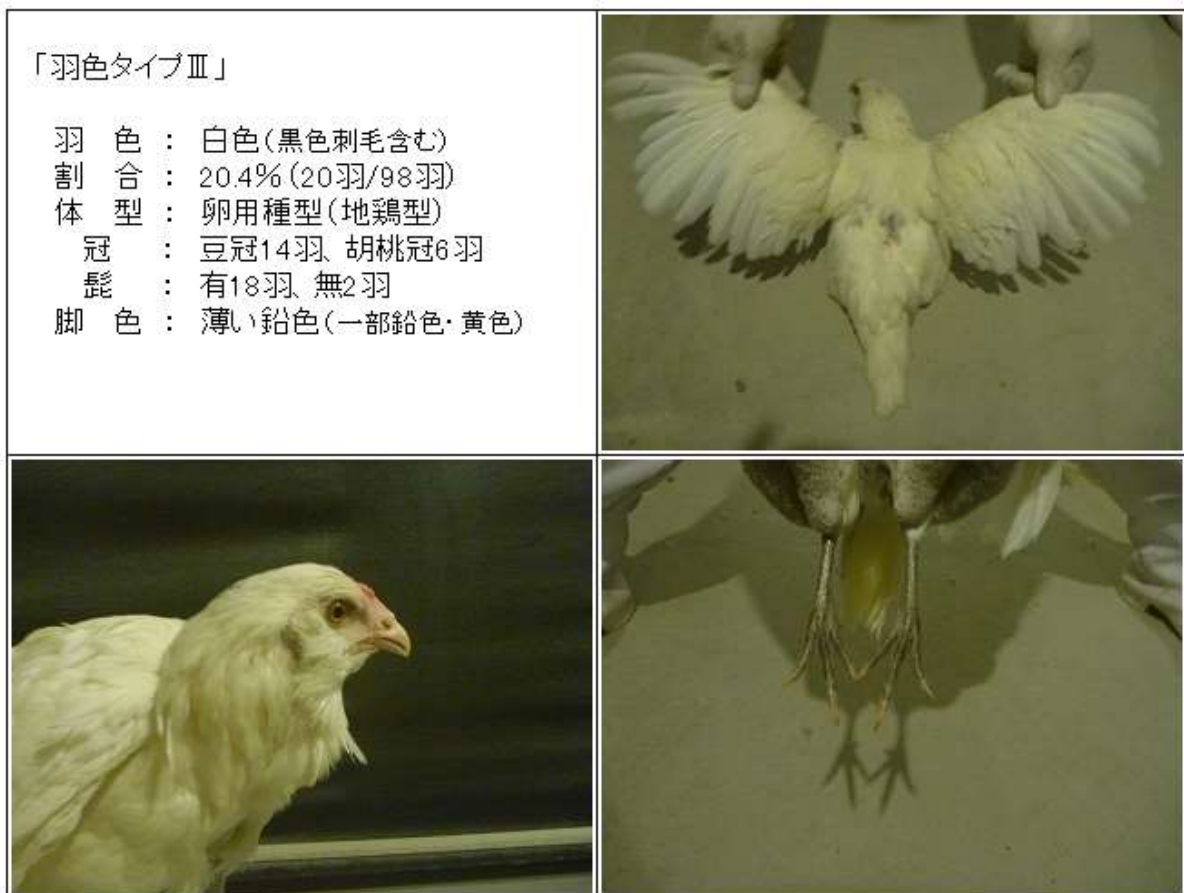 「羽色タイプⅢ」
羽 色 : 白色(黒色刺毛含む)
割 合 : 20.4%(20羽/98羽)
体 型 : 卵用種型(地鶏型)
冠 : 豆冠14羽、胡桃冠6羽
髭 : 有18羽、無2羽
脚 色 : 薄い鉛色(一部鉛色・黄色)